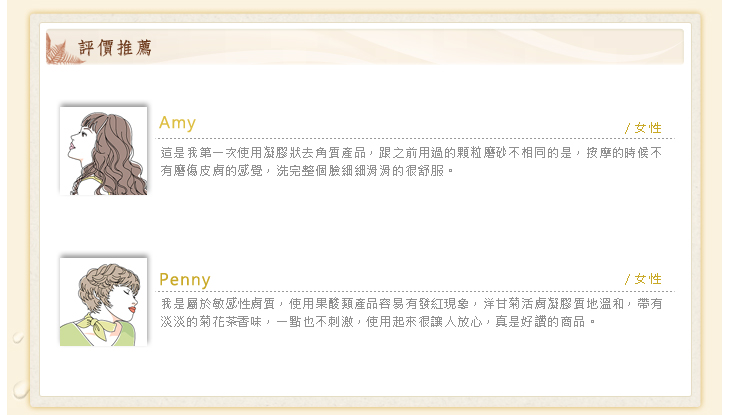 評價推薦
Amy
/ 女性
這是我第一次使用凝膠狀去角質產品，跟之前用過的顆粒磨砂不相同的是，按摩的時候不
有磨傷皮膚的感覺，洗完整個臉細細滑滑的很舒服。
Penny
/ 女性
我是屬於敏感性膚質，使用果酸類產品容易有發紅現象，洋甘菊活膚凝膠質地溫和，帶有
淡淡的菊花茶香味，一點也不刺激，使用起來很讓人放心，真是好讚的商品。